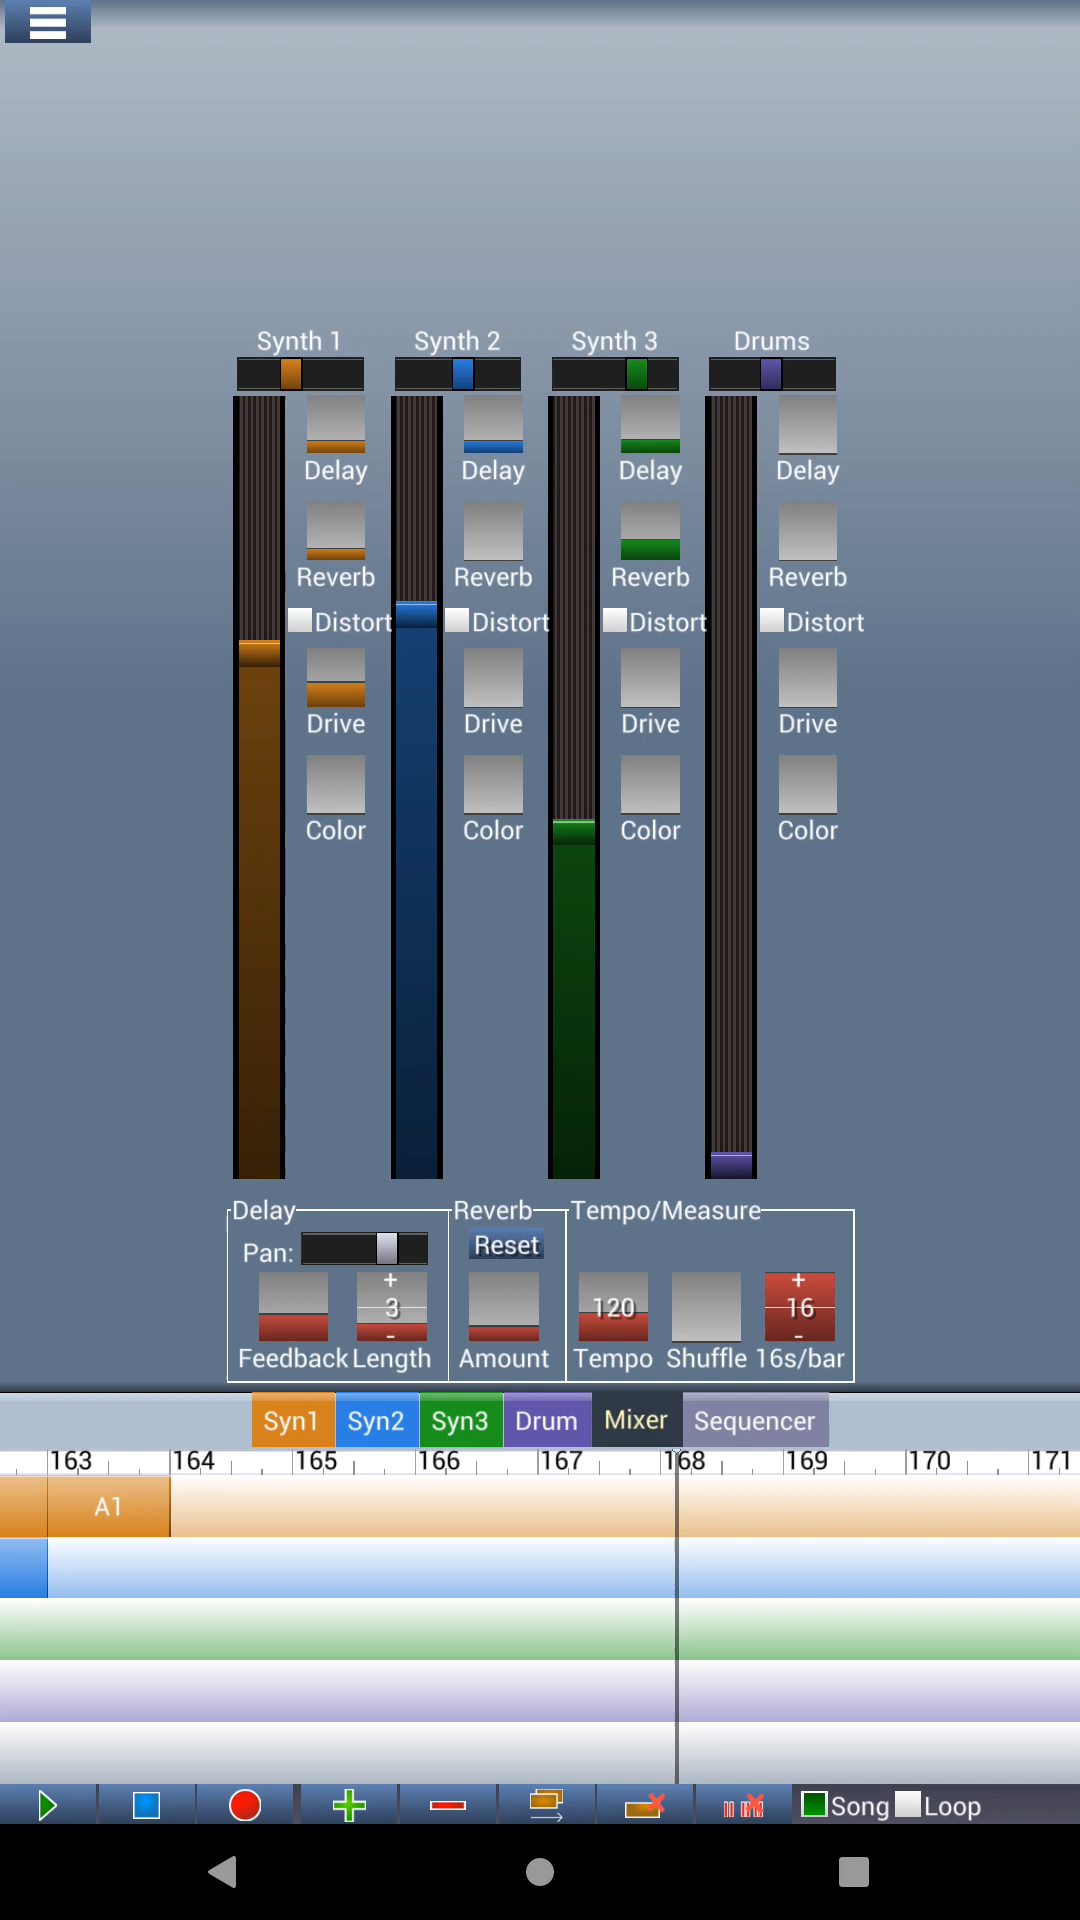 Synth 1 Synth 2 Synth 3 Drums
Delay Delay Delay Delay
Reverb Reverb Reverb Reverb
Distort Distort Distort Distort
Drive Drive Drive Drive
Color Color Color Color
Delay Reverb Tempo/Measure
Pan: Reset
+ +
3 120 16
- -
Feedback Length Amount Tempo Shuffle 16s/bar
Syn1 Syn2 Syn3 Drum Mixer Sequencer
163 164 165 166 167 168 169 170 171
A1
Song Loop